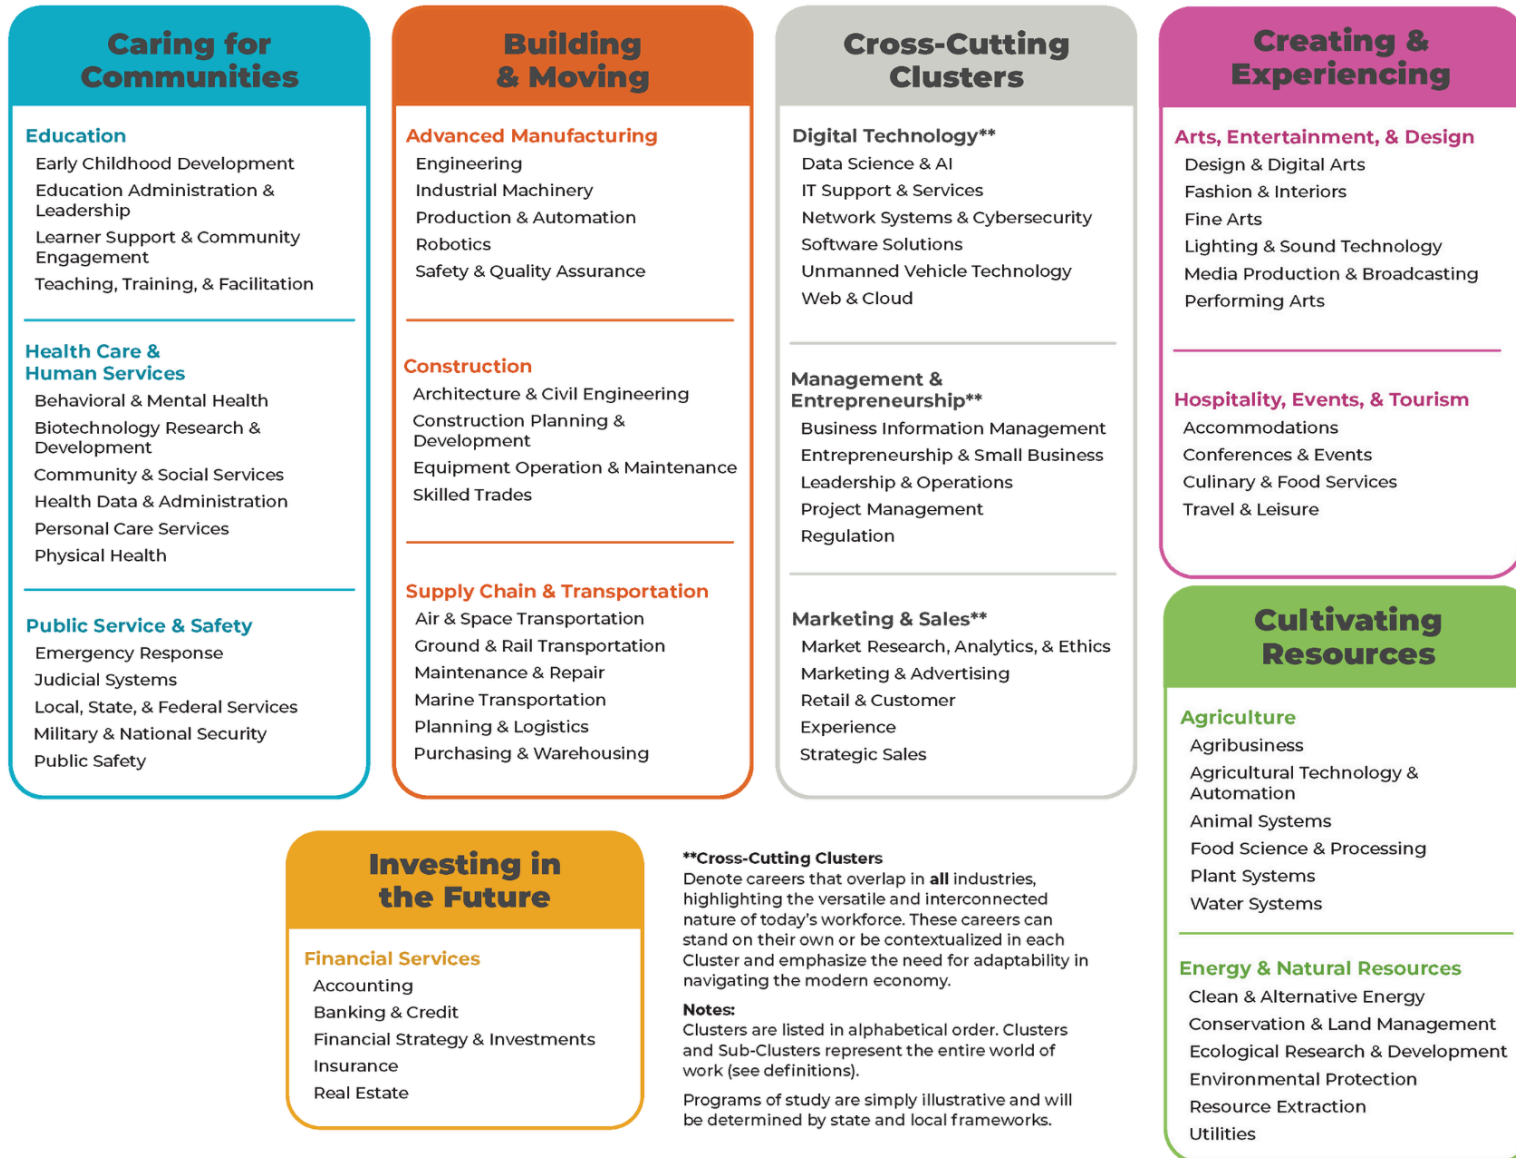 Caring for
Communities
Education
Early Childhood Development
Education Administration &
Leadership
Learner Support & Community
Engagement
Teaching, Training, & Facilitation
Health Care &
Human Services
Behavioral & Mental Health
Biotechnology Research &
Development
Community & Social Services
Health Data & Administration
Personal Care Services
Physical Health
Public Service & Safety
Emergency Response
Judicial Systems
Local, State, & Federal Services
Military & National Security
Public Safety
Building
& Moving
Advanced Manufacturing
Engineering
Industrial Machinery
Production & Automation
Robotics
Safety & Quality Assurance
Construction
Architecture & Civil Engineering
Construction Planning &
Development
Equipment Operation & Maintenance
Skilled Trades
Supply Chain & Transportation
Air & Space Transportation
Ground & Rail Transportation
Maintenance & Repair
Marine Transportation
Planning & Logistics
Purchasing & Warehousing
Cross-Cutting
Clusters
Digital Technology**
Data Science & AI
IT Support & Services
Network Systems & Cybersecurity
Software Solutions
Unmanned Vehicle Technology
Web & Cloud
Management &
Entrepreneurship**
Business Information Management
Entrepreneurship & Small Business
Leadership & Operations
Project Management
Regulation
Marketing & Sales**
Market Research, Analytics, & Ethics
Marketing & Advertising
Retail & Customer
Experience
Strategic Sales
Creating &
Experiencing
Arts, Entertainment, & Design
Design & Digital Arts
Fashion & Interiors
Fine Arts
Lighting & Sound Technology
Media Production & Broadcasting
Performing Arts
Hospitality, Events, & Tourism
Accommodations
Conferences & Events
Culinary & Food Services
Travel & Leisure
Cultivating
Resources
Agriculture
Agribusiness
Agricultural Technology &
Automation
Animal Systems
Food Science & Processing
Plant Systems
Water Systems
Energy & Natural Resources
Clean & Alternative Energy
Conservation & Land Management
Ecological Research & Development
Environmental Protection
Resource Extraction
Utilities
Investing in
the Future
Financial Services
Accounting
Banking & Credit
Financial Strategy & Investments
Insurance
Real Estate
**Cross-Cutting Clusters
Denote careers that overlap in all industries,
highlighting the versatile and interconnected
nature of today's workforce. These careers can
stand on their own or be contextualized in each
Cluster and emphasize the need for adaptability in
navigating the modern economy.
Notes:
Clusters are listed in alphabetical order. Clusters
and Sub-Clusters represent the entire world of
work (see definitions).
Programs of study are simply illustrative and will
be determined by state and local frameworks.